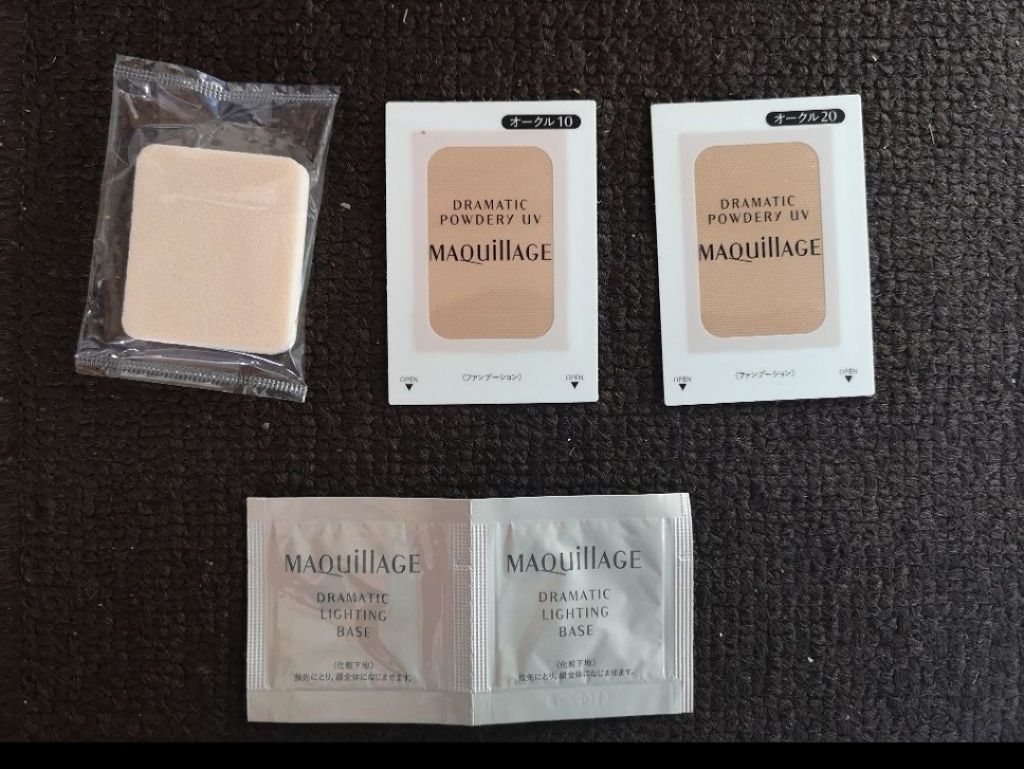 オークル10
DRAMATIC
POWDERY UV
MAQuillAGE
OPEN
(ファンデーション)
OPEN
オークル20
DRAMATIC
POWDERY UV
MAQuillAGE
OPEN
(ファンデーション)
OPEN
MAQuillAGE
DRAMATIC
LIGHTING
BASE
(化粧下地)
指先にとり、顔全体になじませます。
MAQuillAGE
DRAMATIC
LIGHTING
BASE
(化粧下地)
指先にとり、顔全体になじませます。